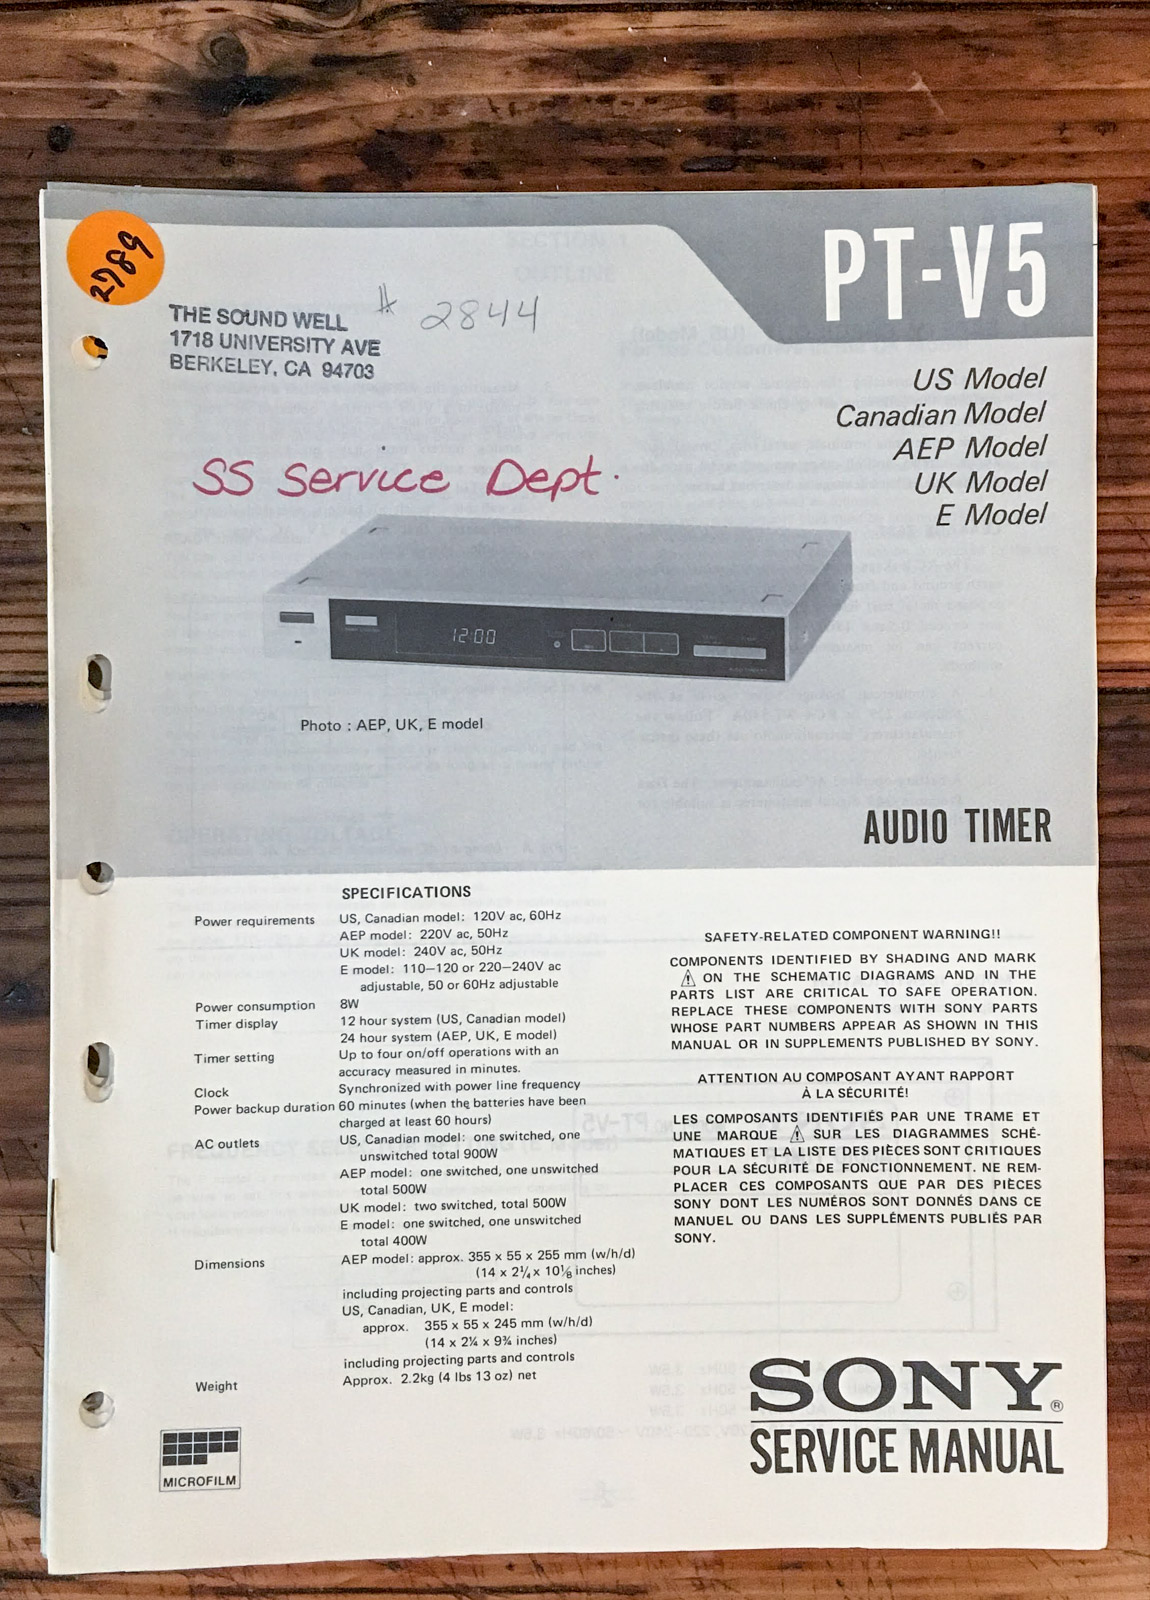 2789
THE SOUND WELL
1718 UNIVERSITY AVE
BERKELEY, CA 94703
# 2844
PT-V5
US Model
Canadian Model
AEP Model
UK Model
E Model
SS Service Dept.
12:00
Photo : AEP, UK, E model
AUDIO TIMER
SPECIFICATIONS
Power requirements US, Canadian model: 120V ac, 60Hz
AEP model: 220V ac, 50Hz
UK model: 240V ac, 50Hz
E model: 110–120 or 220–240V ac
adjustable, 50 or 60Hz adjustable
Power consumption 8W
Timer display 12 hour system (US, Canadian model)
24 hour system (AEP, UK, E model)
Timer setting Up to four on/off operations with an
accuracy measured in minutes.
Clock Synchronized with power line frequency
Power backup duration 60 minutes (when the batteries have been
charged at least 60 hours)
AC outlets US, Canadian model: one switched, one
unswitched total 900W
AEP model: one switched, one unswitched
total 500W
UK model: two switched, total 500W
E model: one switched, one unswitched
total 400W
Dimensions AEP model: approx. 355 x 55 x 255 mm (w/h/d)
(14 x 2¼ x 10⅛ inches)
including projecting parts and controls
US, Canadian, UK, E model:
approx. 355 x 55 x 245 mm (w/h/d)
(14 x 2¼ x 9¾ inches)
including projecting parts and controls
Weight Approx. 2.2kg (4 lbs 13 oz) net
SAFETY-RELATED COMPONENT WARNING!!
COMPONENTS IDENTIFIED BY SHADING AND MARK
⚠ ON THE SCHEMATIC DIAGRAMS AND IN THE
PARTS LIST ARE CRITICAL TO SAFE OPERATION.
REPLACE THESE COMPONENTS WITH SONY PARTS
WHOSE PART NUMBERS APPEAR AS SHOWN IN THIS
MANUAL OR IN SUPPLEMENTS PUBLISHED BY SONY.
ATTENTION AU COMPOSANT AYANT RAPPORT
À LA SÉCURITÉ!
LES COMPOSANTS IDENTIFIÉS PAR UNE TRAME ET
UNE MARQUE ⚠ SUR LES DIAGRAMMES SCHÉ-
MATIQUES ET LA LISTE DES PIÈCES SONT CRITIQUES
POUR LA SÉCURITÉ DE FONCTIONNEMENT. NE REM-
PLACER CES COMPOSANTS QUE PAR DES PIÈCES
SONY DONT LES NUMÉROS SONT DONNÉS DANS CE
MANUEL OU DANS LES SUPPLÉMENTS PUBLIÉS PAR
SONY.
MICROFILM
SONY®
SERVICE MANUAL